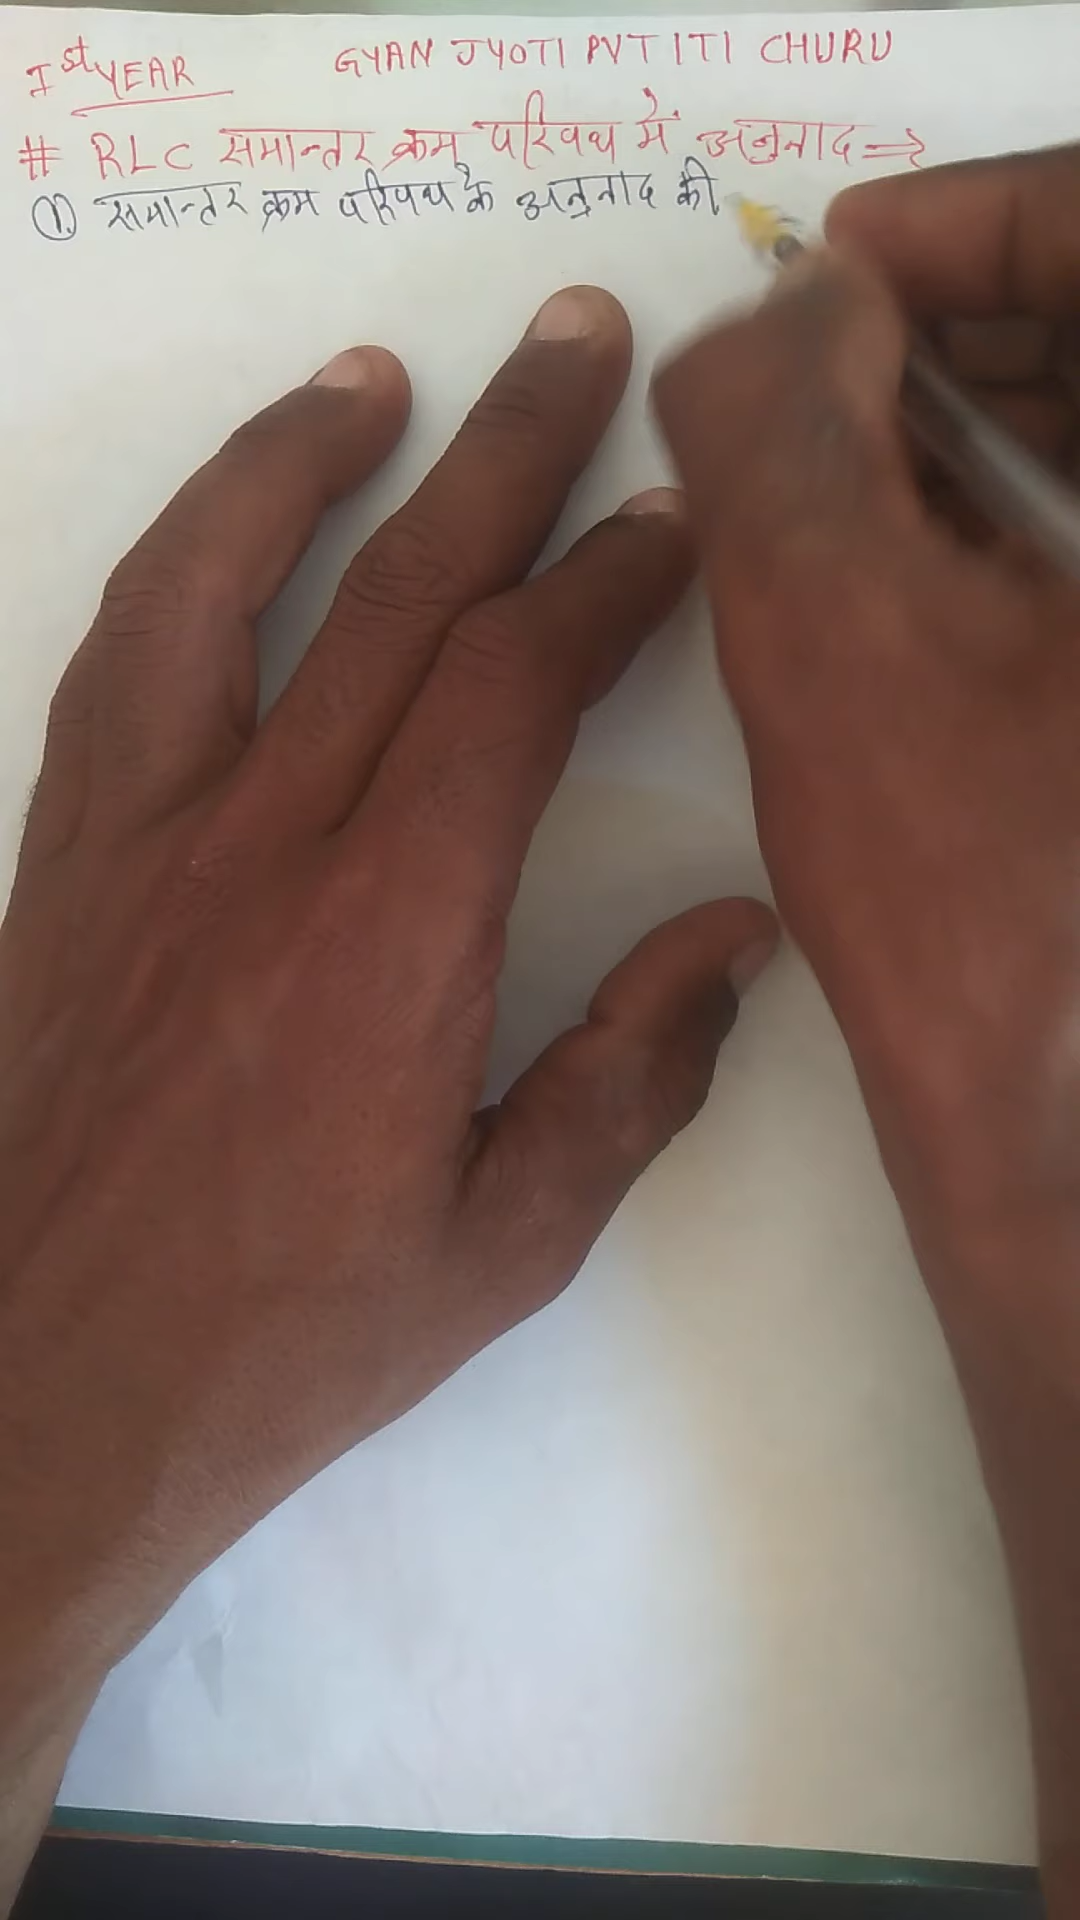 Ist YEAR GYAN JYOTI PVT ITI CHURU
# RLC समान्तर क्रम परिपथ में अनुनाद ⇒
①. समान्तर क्रम परिपथ के अनुनाद की